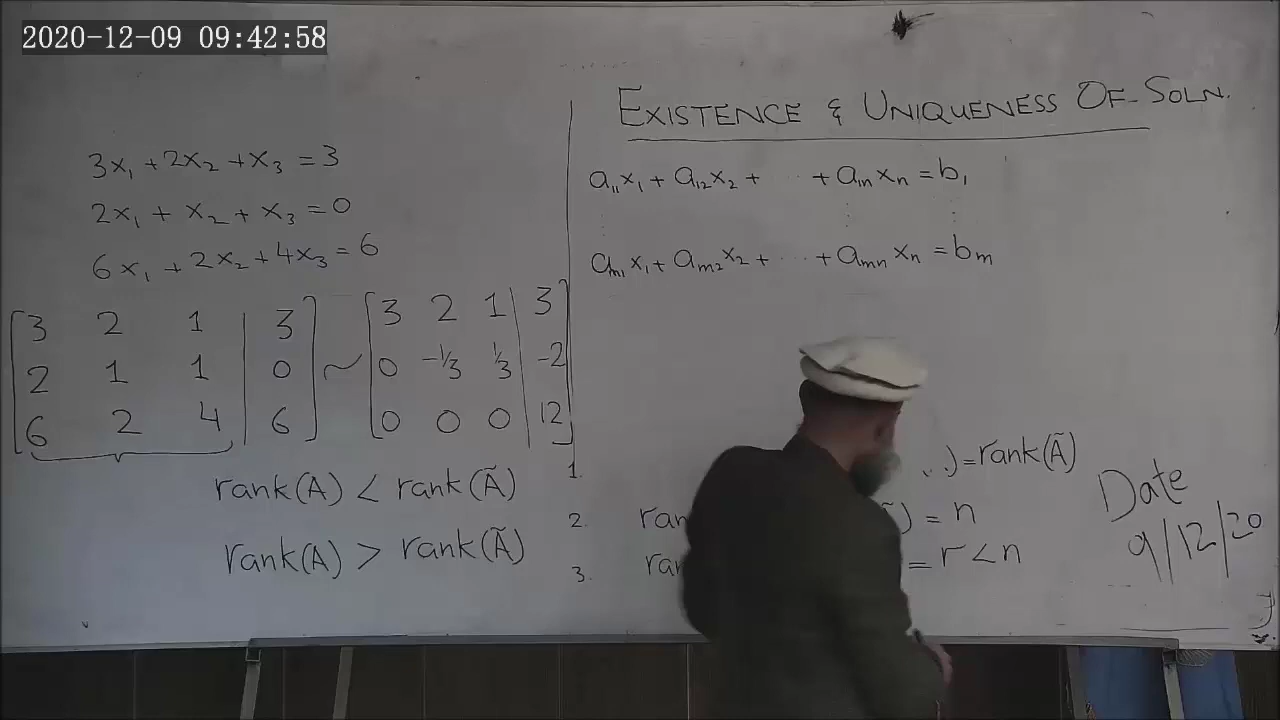 2020-12-09 09:42:58
3x₁ + 2x₂ + x₃ = 3
2x₁ + x₂ + x₃ = 0
6x₁ + 2x₂ + 4x₃ = 6
[3 2 1 | 3] ~ [3 2 1 | 3]
[2 1 1 | 0] [0 -1/3 1/3 | -2]
[6 2 4 | 6] [0 0 0 | 12]
rank(A) < rank(Ã)
rank(A) > rank(Ã)
EXISTENCE & UNIQUENESS OF SOLN.
a₁₁x₁ + a₁₂x₂ + ... + a₁ₙxₙ = b₁
aₘ₁x₁ + aₘ₂x₂ + ... + aₘₙxₙ = bₘ
1. ) = rank(Ã)
2. ) = n
3. = r < n
Date
9/12/20